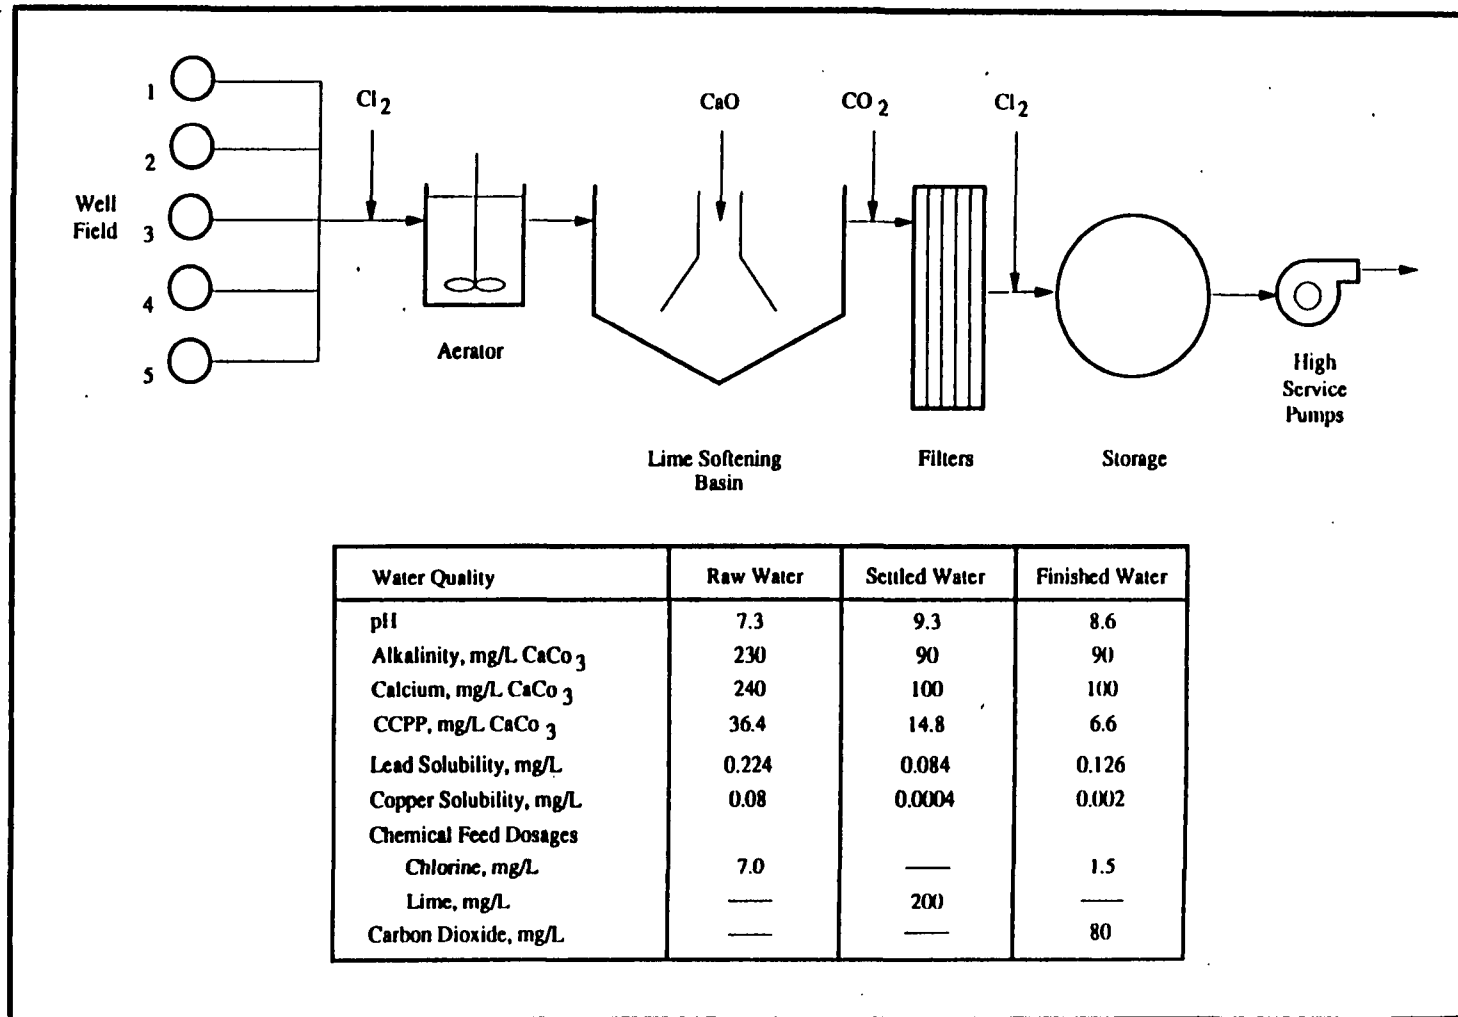 1
2
3
4
5
Well
Field
Cl2
CaO
CO2
Cl2
Aerator
Lime Softening
Basin
Filters
Storage
High
Service
Pumps
Water Quality Raw Water Settled Water Finished Water
pH 7.3 9.3 8.6
Alkalinity, mg/L CaCo3 230 90 90
Calcium, mg/L CaCo3 240 100 100
CCPP, mg/L CaCo3 36.4 14.8 6.6
Lead Solubility, mg/L 0.224 0.084 0.126
Copper Solubility, mg/L 0.08 0.0004 0.002
Chemical Feed Dosages
Chlorine, mg/L 7.0 — 1.5
Lime, mg/L — 200 —
Carbon Dioxide, mg/L — — 80